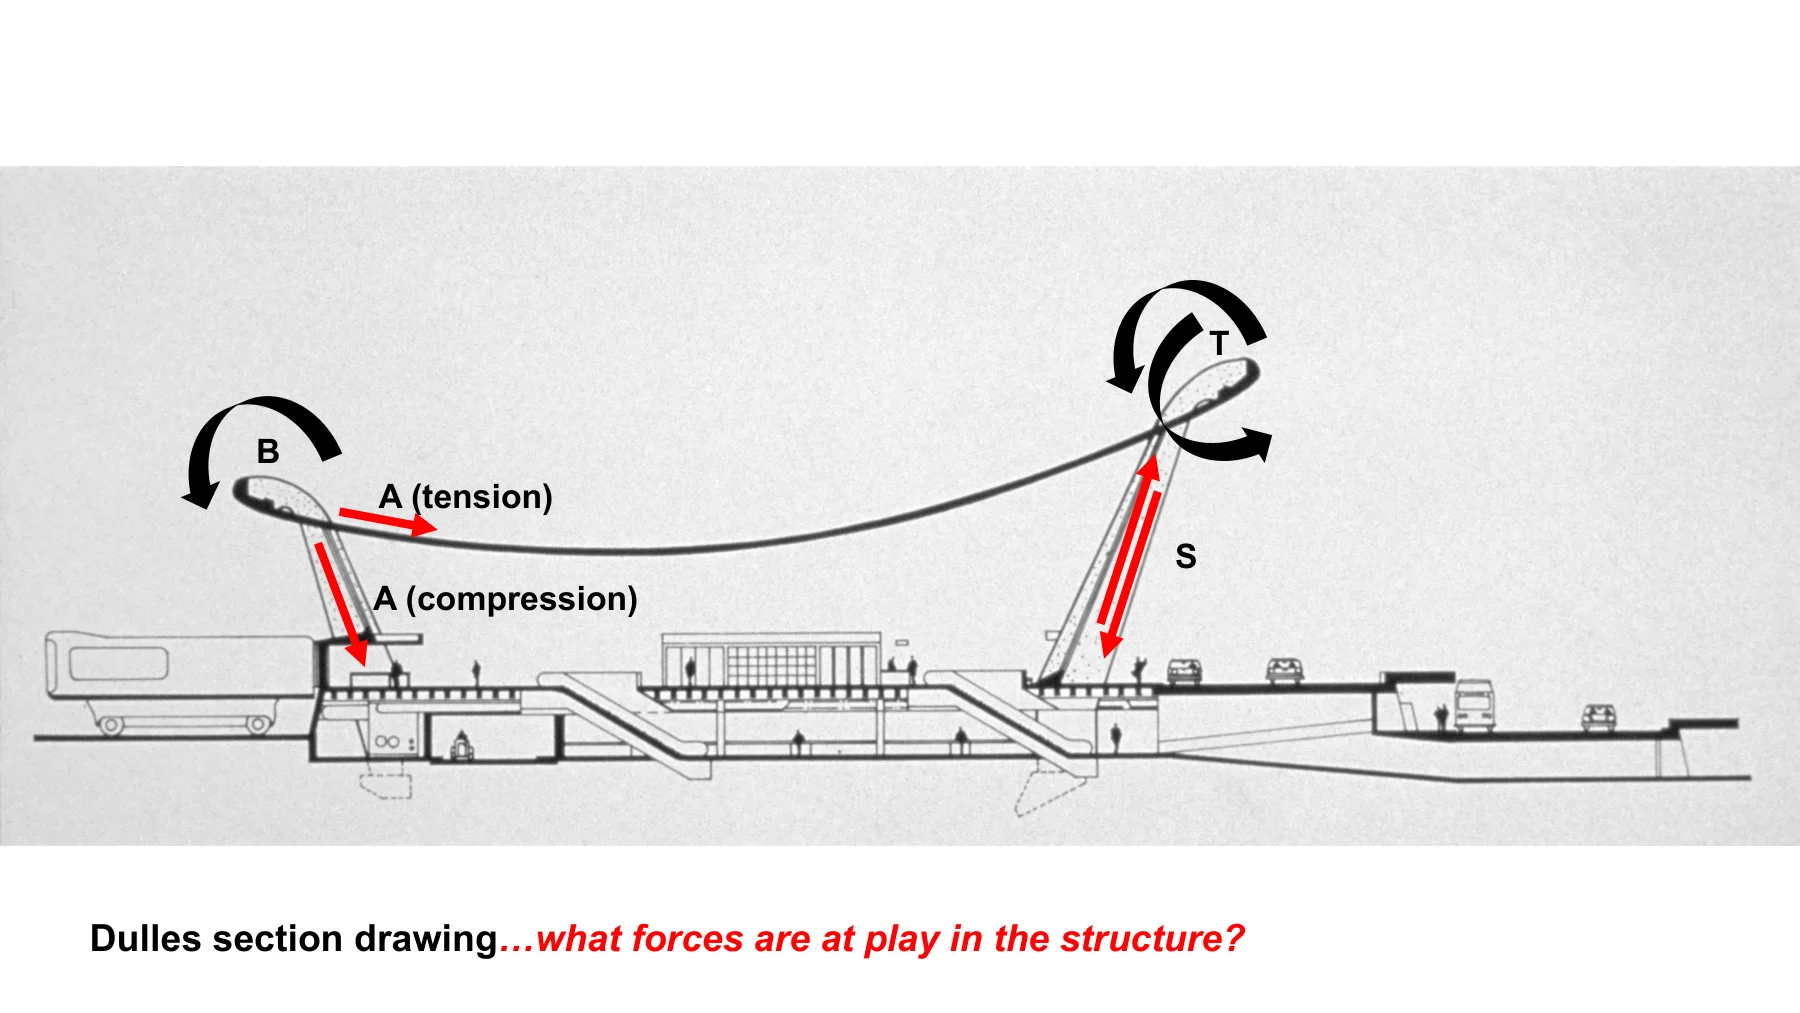 T
B
A (tension)
S
A (compression)
Dulles section drawing...what forces are at play in the structure?